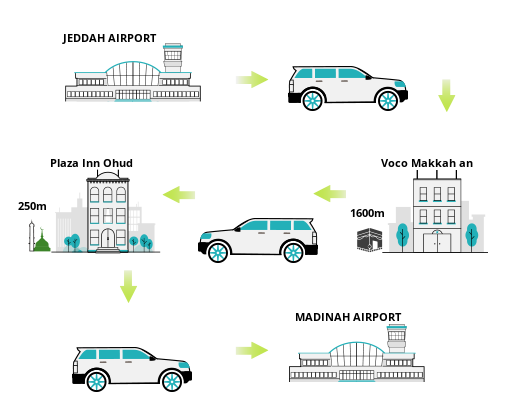 JEDDAH AIRPORT
Plaza Inn Ohud
Voco Makkah an
250m
1600m
MADINAH AIRPORT